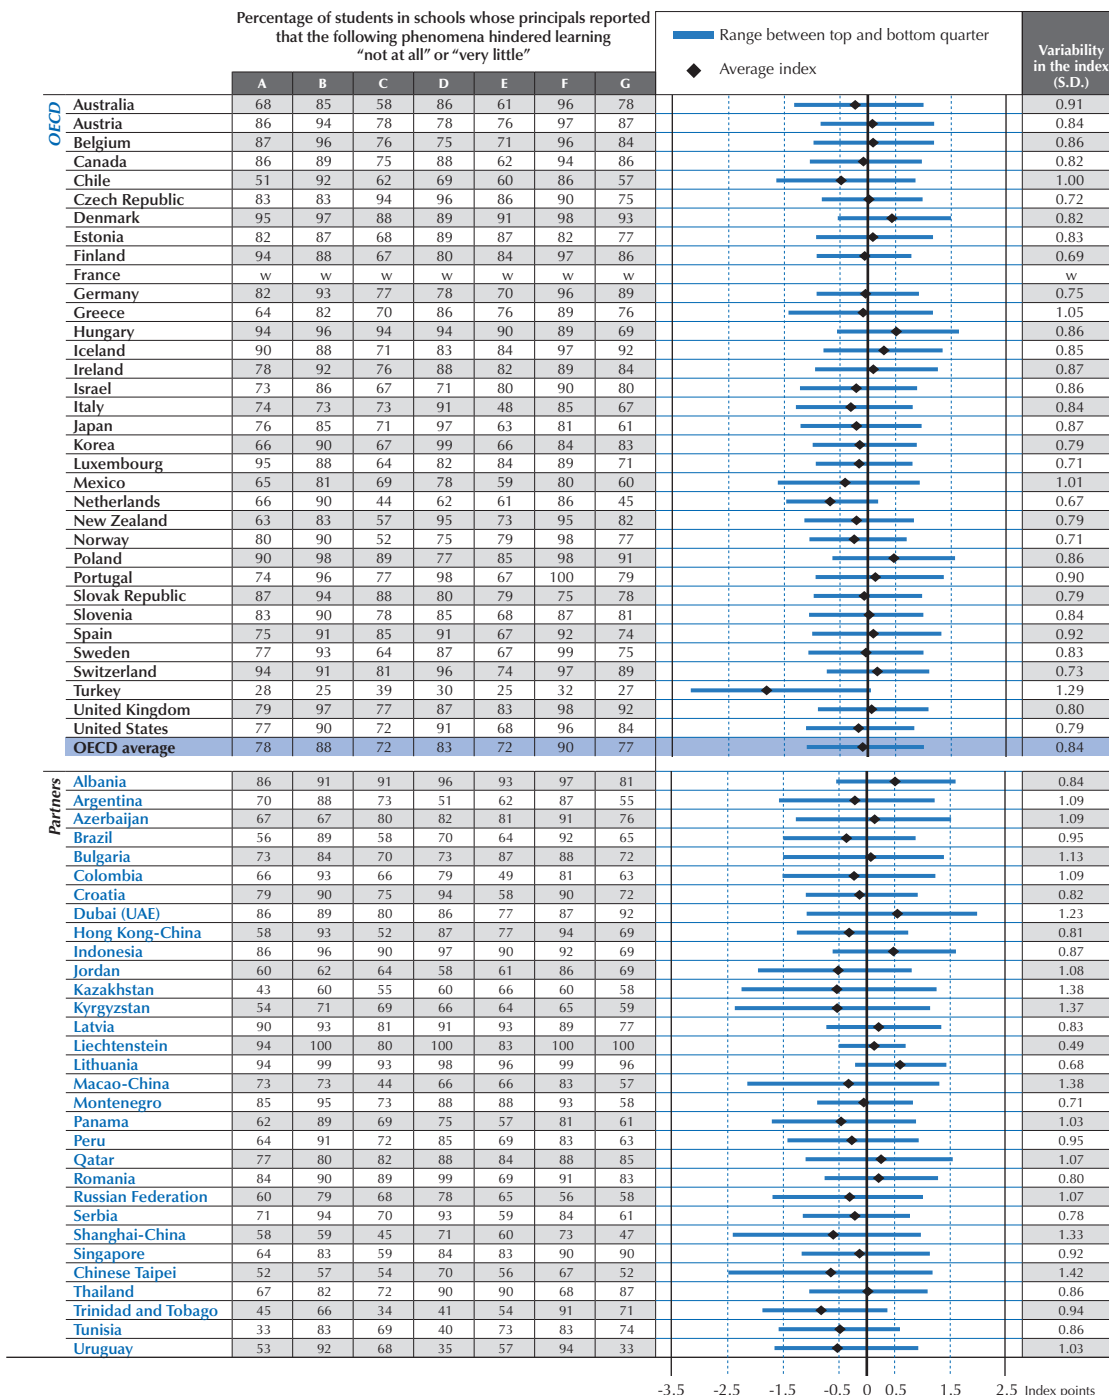 Percentage of students in schools whose principals reported
that the following phenomena hindered learning
“not at all” or “very little”
Range between top and bottom quarter
Average index
Variability
in the index
(S.D.)
A B C D E F G
OECD
Australia 68 85 58 86 61 96 78 0.91
Austria 86 94 78 78 76 97 87 0.84
Belgium 87 96 76 75 71 96 84 0.86
Canada 86 89 75 88 62 94 86 0.82
Chile 51 92 62 69 60 86 57 1.00
Czech Republic 83 83 94 96 86 90 75 0.72
Denmark 95 97 88 89 91 98 93 0.82
Estonia 82 87 68 89 87 82 77 0.83
Finland 94 88 67 80 84 97 86 0.69
France w w w w w w w w
Germany 82 93 77 78 70 96 89 0.75
Greece 64 82 70 86 76 89 76 1.05
Hungary 94 96 94 94 90 89 69 0.86
Iceland 90 88 71 83 84 97 92 0.85
Ireland 78 92 76 88 82 89 84 0.87
Israel 73 86 67 71 80 90 80 0.86
Italy 74 73 73 91 48 85 67 0.84
Japan 76 85 71 97 63 81 61 0.87
Korea 66 90 67 99 66 84 83 0.79
Luxembourg 95 88 64 82 84 89 71 0.71
Mexico 65 81 69 78 59 80 60 1.01
Netherlands 66 90 44 62 61 86 45 0.67
New Zealand 63 83 57 95 73 95 82 0.79
Norway 80 90 52 75 79 98 77 0.71
Poland 90 98 89 77 85 98 91 0.86
Portugal 74 96 77 98 67 100 79 0.90
Slovak Republic 87 94 88 80 79 75 78 0.79
Slovenia 83 90 78 85 68 87 81 0.84
Spain 75 91 85 91 67 92 74 0.92
Sweden 77 93 64 87 67 99 75 0.83
Switzerland 94 91 81 96 74 97 89 0.73
Turkey 28 25 39 30 25 32 27 1.29
United Kingdom 79 97 77 87 83 98 92 0.80
United States 77 90 72 91 68 96 84 0.79
OECD average 78 88 72 83 72 90 77 0.84
Partners
Albania 86 91 91 96 93 97 81 0.84
Argentina 70 88 73 51 62 87 55 1.09
Azerbaijan 67 67 80 82 81 91 76 1.09
Brazil 56 89 58 70 64 92 65 0.95
Bulgaria 73 84 70 73 87 88 72 1.13
Colombia 66 93 66 79 49 81 63 1.09
Croatia 79 90 75 94 58 90 72 0.82
Dubai (UAE) 86 89 80 86 77 87 92 1.23
Hong Kong-China 58 93 52 87 77 94 69 0.81
Indonesia 86 96 90 97 90 92 69 0.87
Jordan 60 62 64 58 61 86 69 1.08
Kazakhstan 43 60 55 60 66 60 58 1.38
Kyrgyzstan 54 71 69 66 64 65 59 1.37
Latvia 90 93 81 91 93 89 77 0.83
Liechtenstein 94 100 80 100 83 100 100 0.49
Lithuania 94 99 93 98 96 99 96 0.68
Macao-China 73 73 44 66 66 83 57 1.38
Montenegro 85 95 73 88 88 93 58 0.71
Panama 62 89 69 75 57 81 61 1.03
Peru 64 91 72 85 69 83 63 0.95
Qatar 77 80 82 88 84 88 85 1.07
Romania 84 90 89 99 69 91 83 0.80
Russian Federation 60 79 68 78 65 56 58 1.07
Serbia 71 94 70 93 59 84 61 0.78
Shanghai-China 58 59 45 71 60 73 47 1.33
Singapore 64 83 59 84 83 90 90 0.92
Chinese Taipei 52 57 54 70 56 67 52 1.42
Thailand 67 82 72 90 90 68 87 0.86
Trinidad and Tobago 45 66 34 41 54 91 71 0.94
Tunisia 33 83 69 40 73 83 74 0.86
Uruguay 53 92 68 35 57 94 33 1.03
-3.5 -2.5 -1.5 -0.5 0 0.5 1.5 2.5 Index points